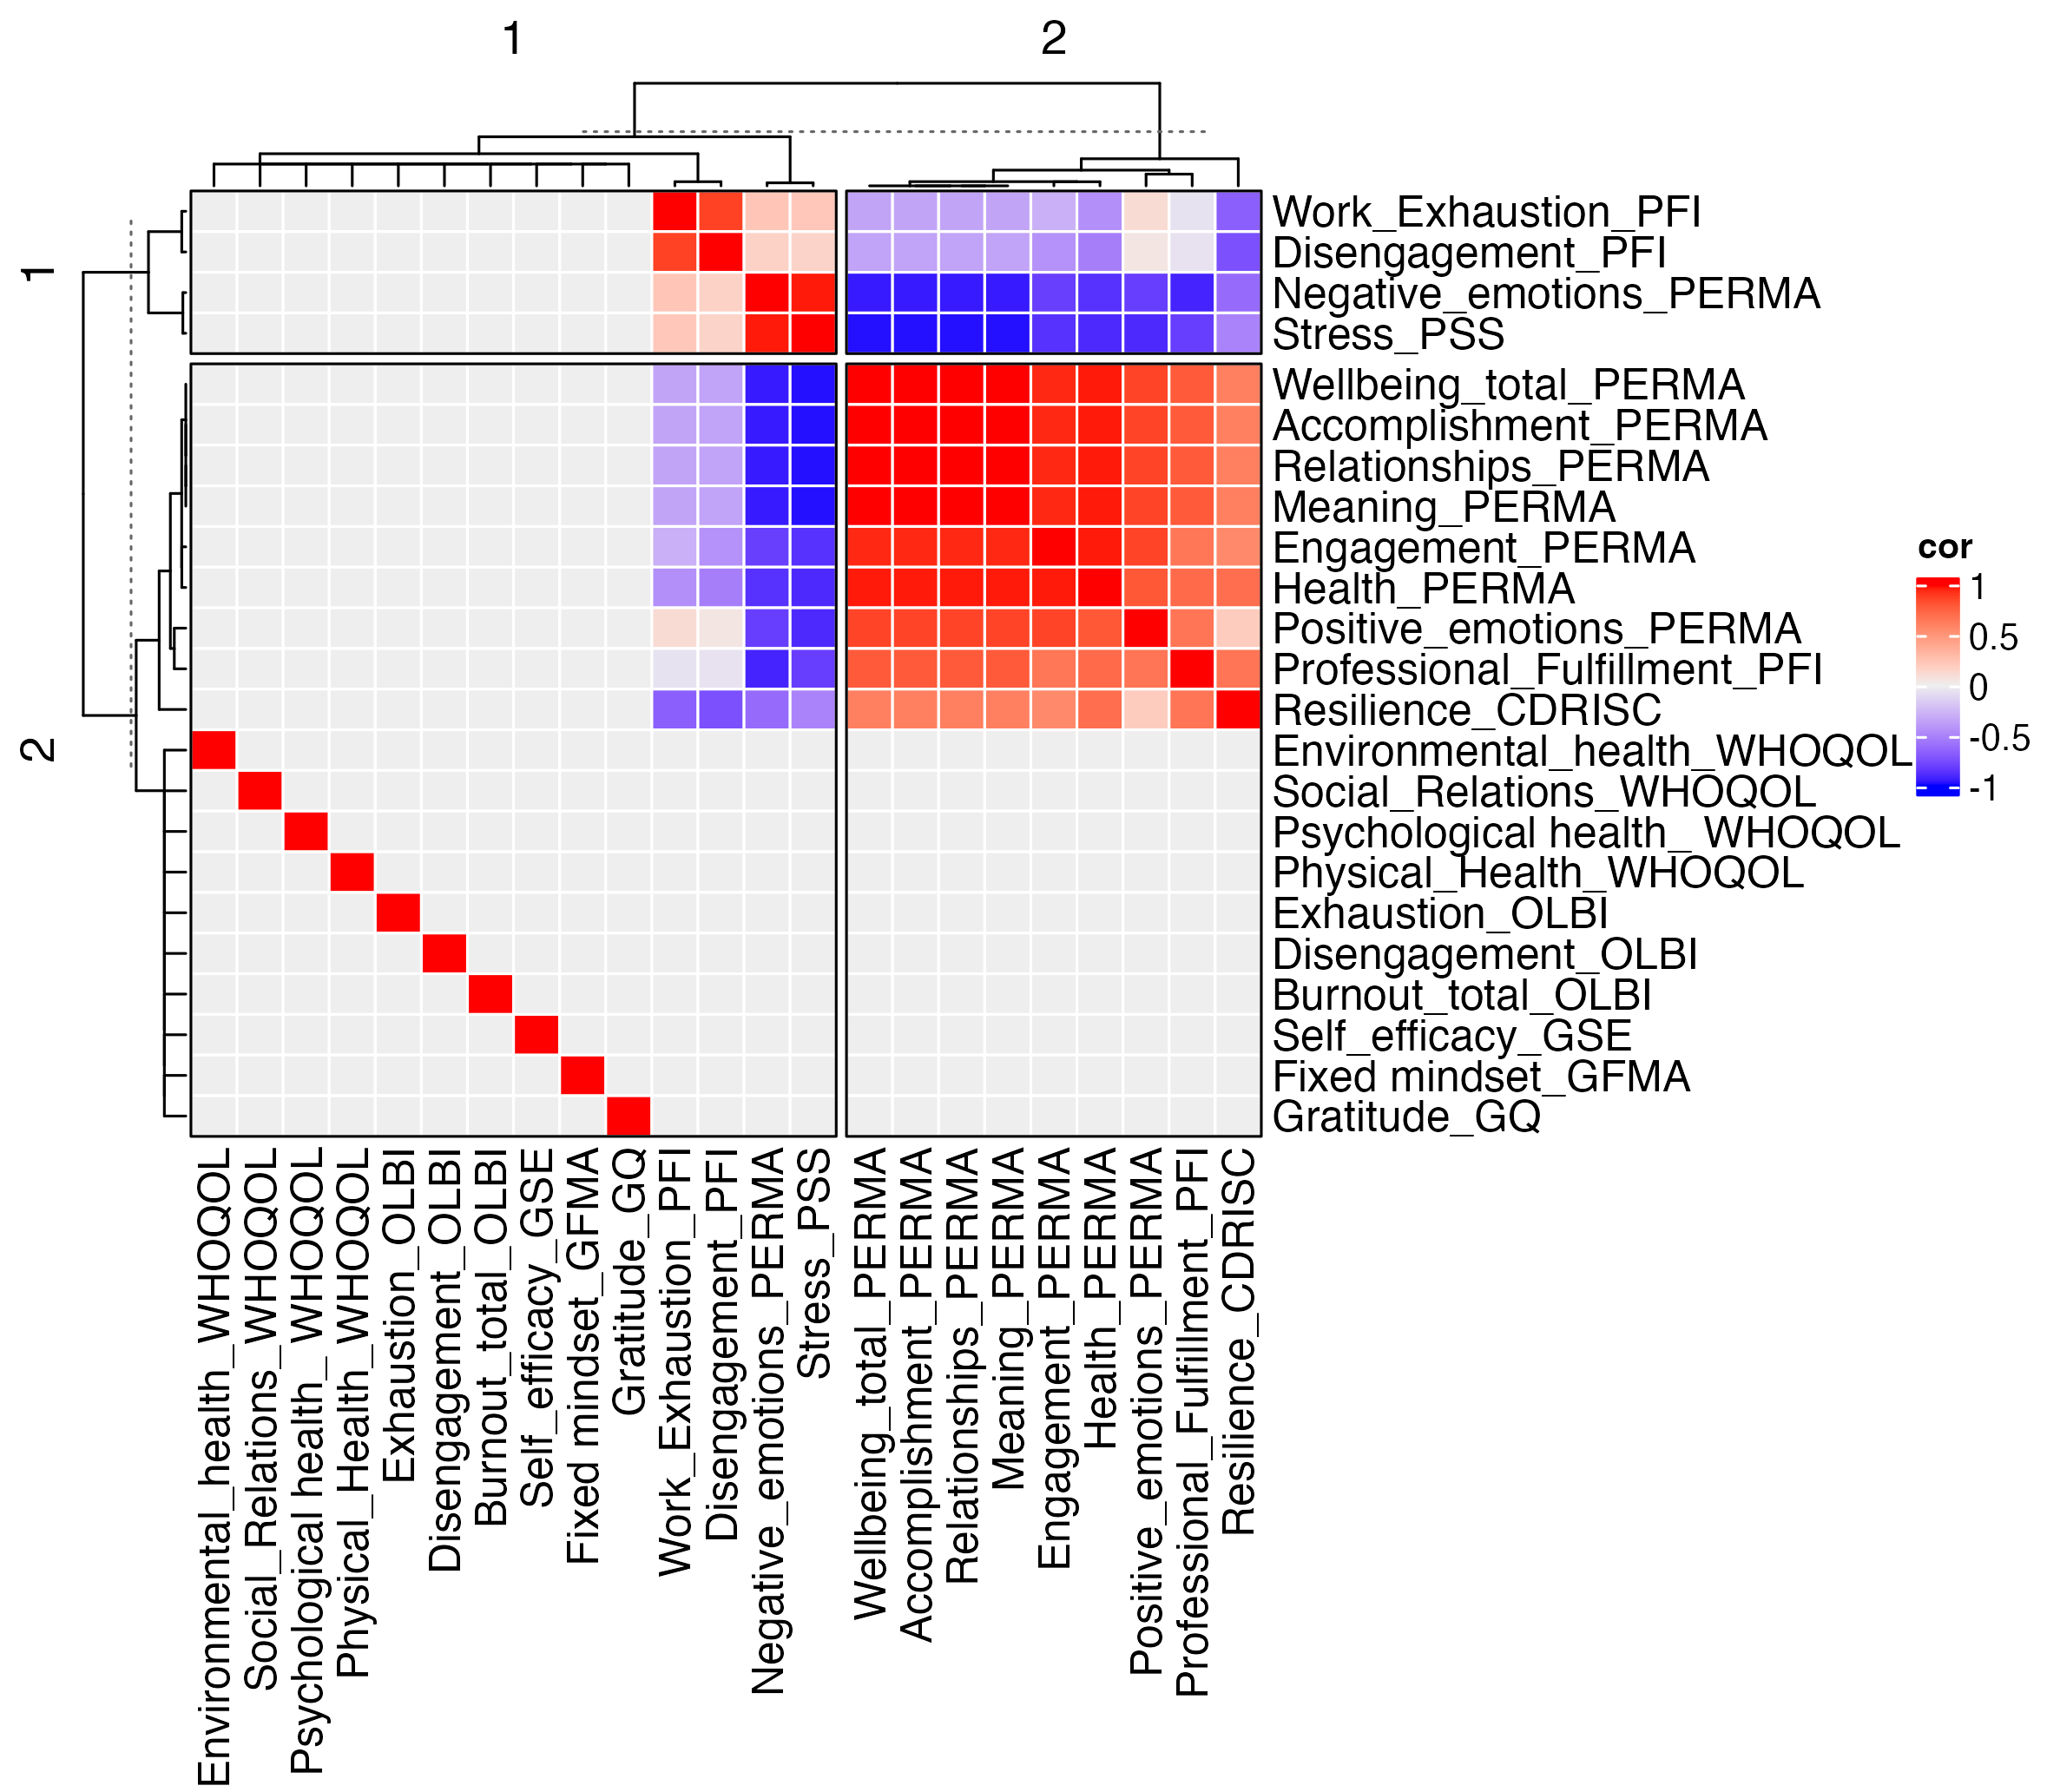 1
2
1
2
Work_Exhaustion_PFI
Disengagement_PFI
Negative_emotions_PERMA
Stress_PSS
Wellbeing_total_PERMA
Accomplishment_PERMA
Relationships_PERMA
Meaning_PERMA
Engagement_PERMA
Health_PERMA
Positive_emotions_PERMA
Professional_Fulfillment_PFI
Resilience_CDRISC
Environmental_health_WHOQOL
Social_Relations_WHOQOL
Psychological health_ WHOQOL
Physical_Health_WHOQOL
Exhaustion_OLBI
Disengagement_OLBI
Burnout_total_OLBI
Self_efficacy_GSE
Fixed mindset_GFMA
Gratitude_GQ
cor
1
0.5
0
-0.5
-1
Environmental_health_WHOQOL
Social_Relations_WHOQOL
Psychological health_ WHOQOL
Physical_Health_WHOQOL
Exhaustion_OLBI
Disengagement_OLBI
Burnout_total_OLBI
Self_efficacy_GSE
Fixed mindset_GFMA
Gratitude_GQ
Work_Exhaustion_PFI
Disengagement_PFI
Negative_emotions_PERMA
Stress_PSS
Wellbeing_total_PERMA
Accomplishment_PERMA
Relationships_PERMA
Meaning_PERMA
Engagement_PERMA
Health_PERMA
Positive_emotions_PERMA
Professional_Fulfillment_PFI
Resilience_CDRISC